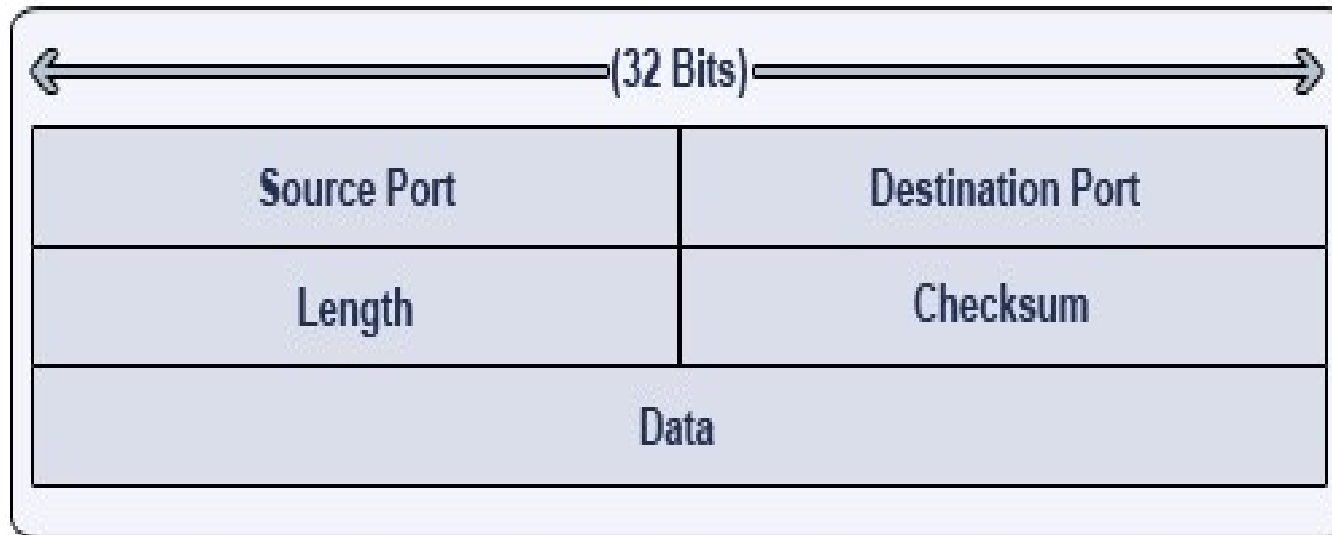 (32 Bits)
Source Port
Destination Port
Length
Checksum
Data